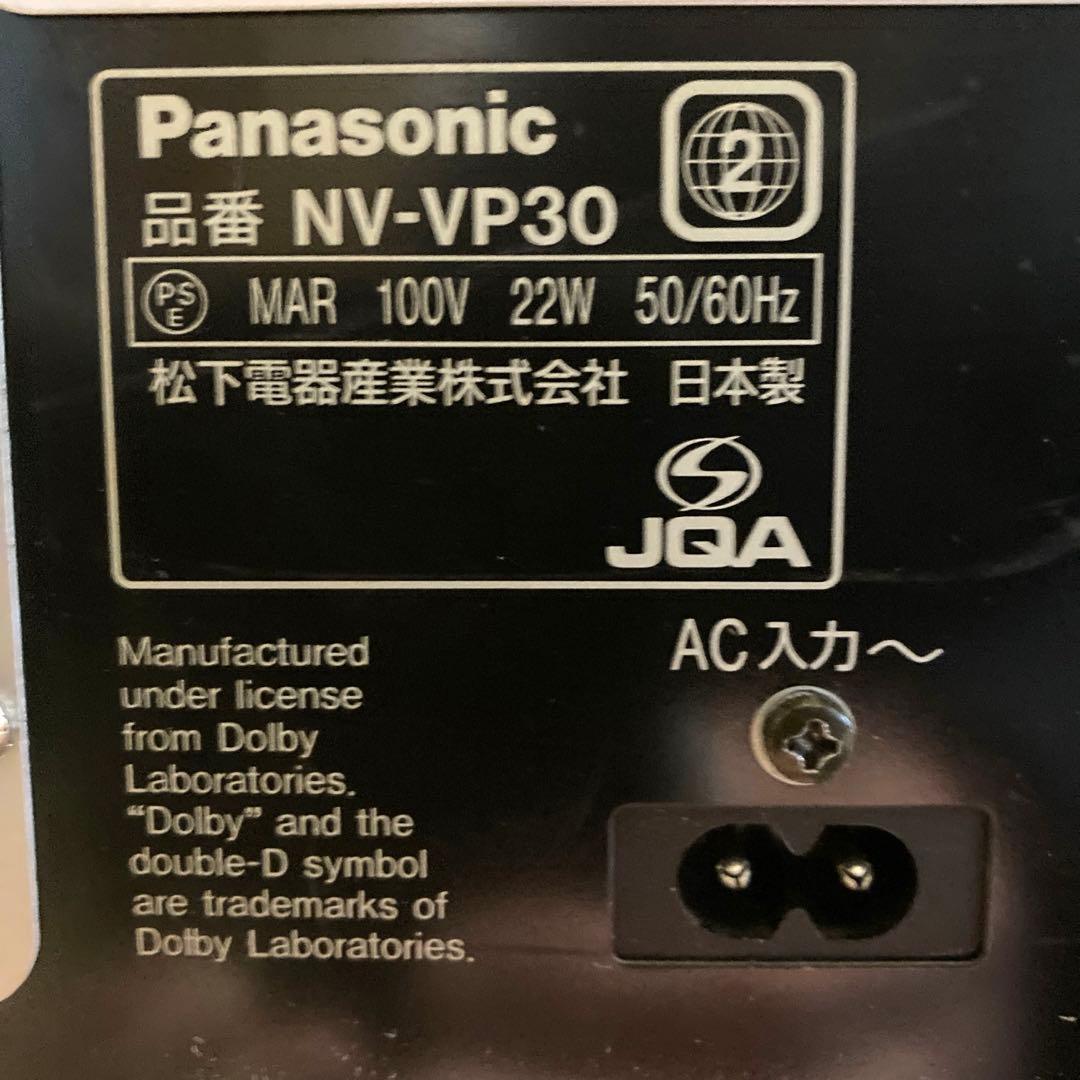 Panasonic
2
品番 NV-VP30
PSE MAR 100V 22W 50/60Hz
松下電器産業株式会社 日本製
JQA
Manufactured
under license
from Dolby
Laboratories.
“Dolby” and the
double-D symbol
are trademarks of
Dolby Laboratories.
AC入力～